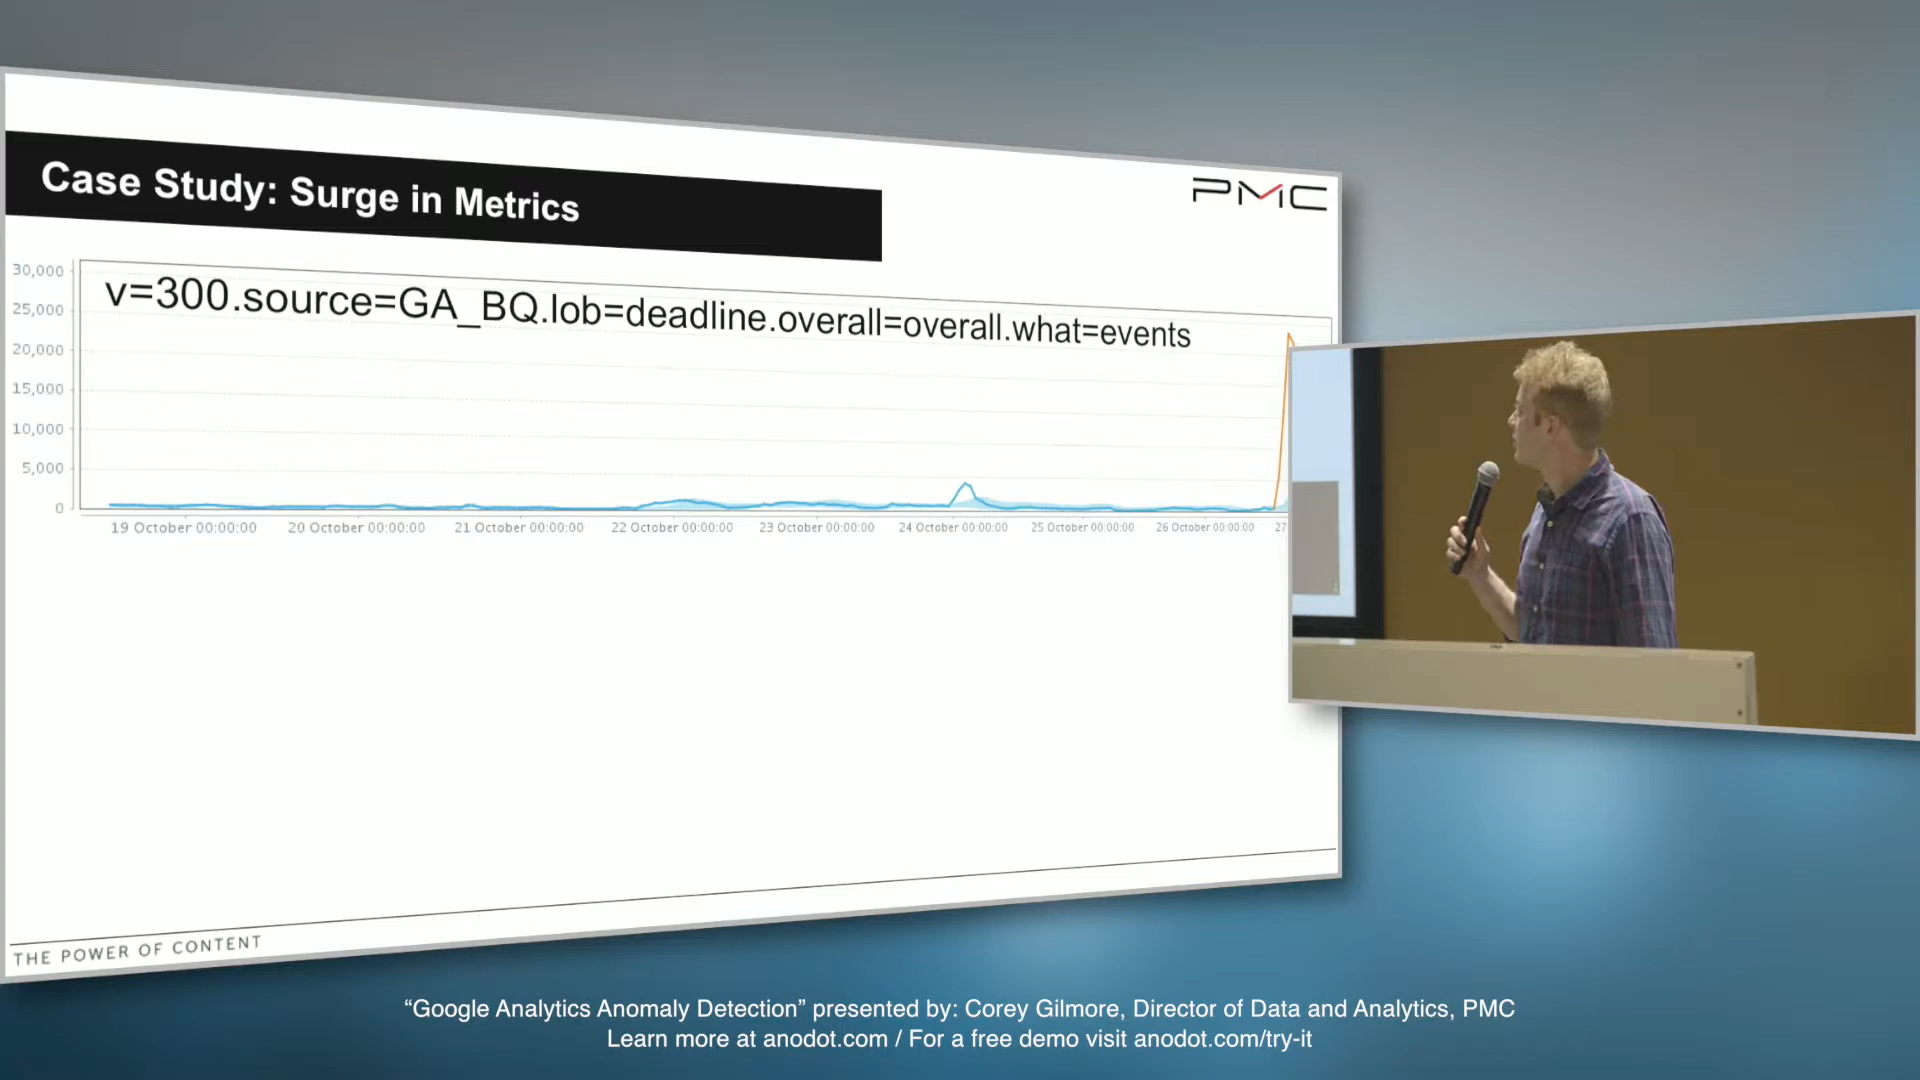 Case Study: Surge in Metrics
PMC
30,000
25,000
20,000
15,000
10,000
5,000
0
v=300.source=GA_BQ.lob=deadline.overall=overall.what=events
19 October 00:00:00
20 October 00:00:00
21 October 00:00:00
22 October 00:00:00
23 October 00:00:00
24 October 00:00:00
25 October 00:00:00
26 October 00:00:00
27
THE POWER OF CONTENT
“Google Analytics Anomaly Detection” presented by: Corey Gilmore, Director of Data and Analytics, PMC
Learn more at anodot.com / For a free demo visit anodot.com/try-it